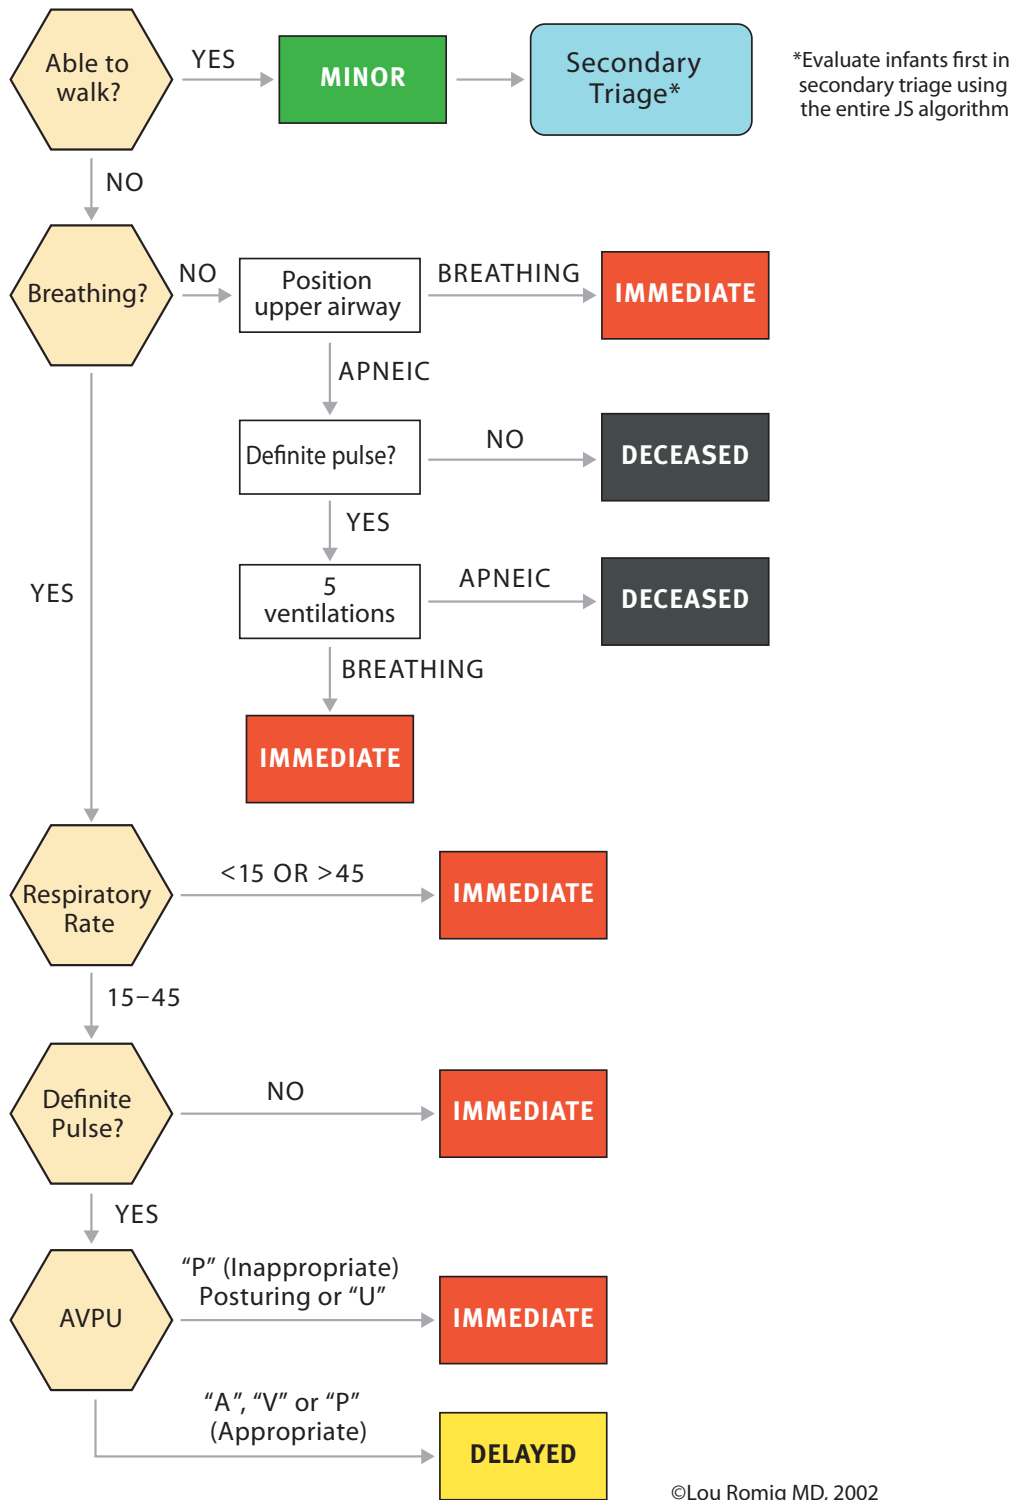 Able to
walk?
YES
MINOR
Secondary
Triage*
*Evaluate infants first in
secondary triage using
the entire JS algorithm
NO
Breathing?
NO
Position
upper airway
BREATHING
IMMEDIATE
APNEIC
Definite pulse?
NO
DECEASED
YES
5
ventilations
APNEIC
DECEASED
BREATHING
IMMEDIATE
YES
Respiratory
Rate
<15 OR >45
IMMEDIATE
15–45
Definite
Pulse?
NO
IMMEDIATE
YES
AVPU
“P” (Inappropriate)
Posturing or “U”
IMMEDIATE
“A”, “V” or “P”
(Appropriate)
DELAYED
©Lou Romig MD, 2002